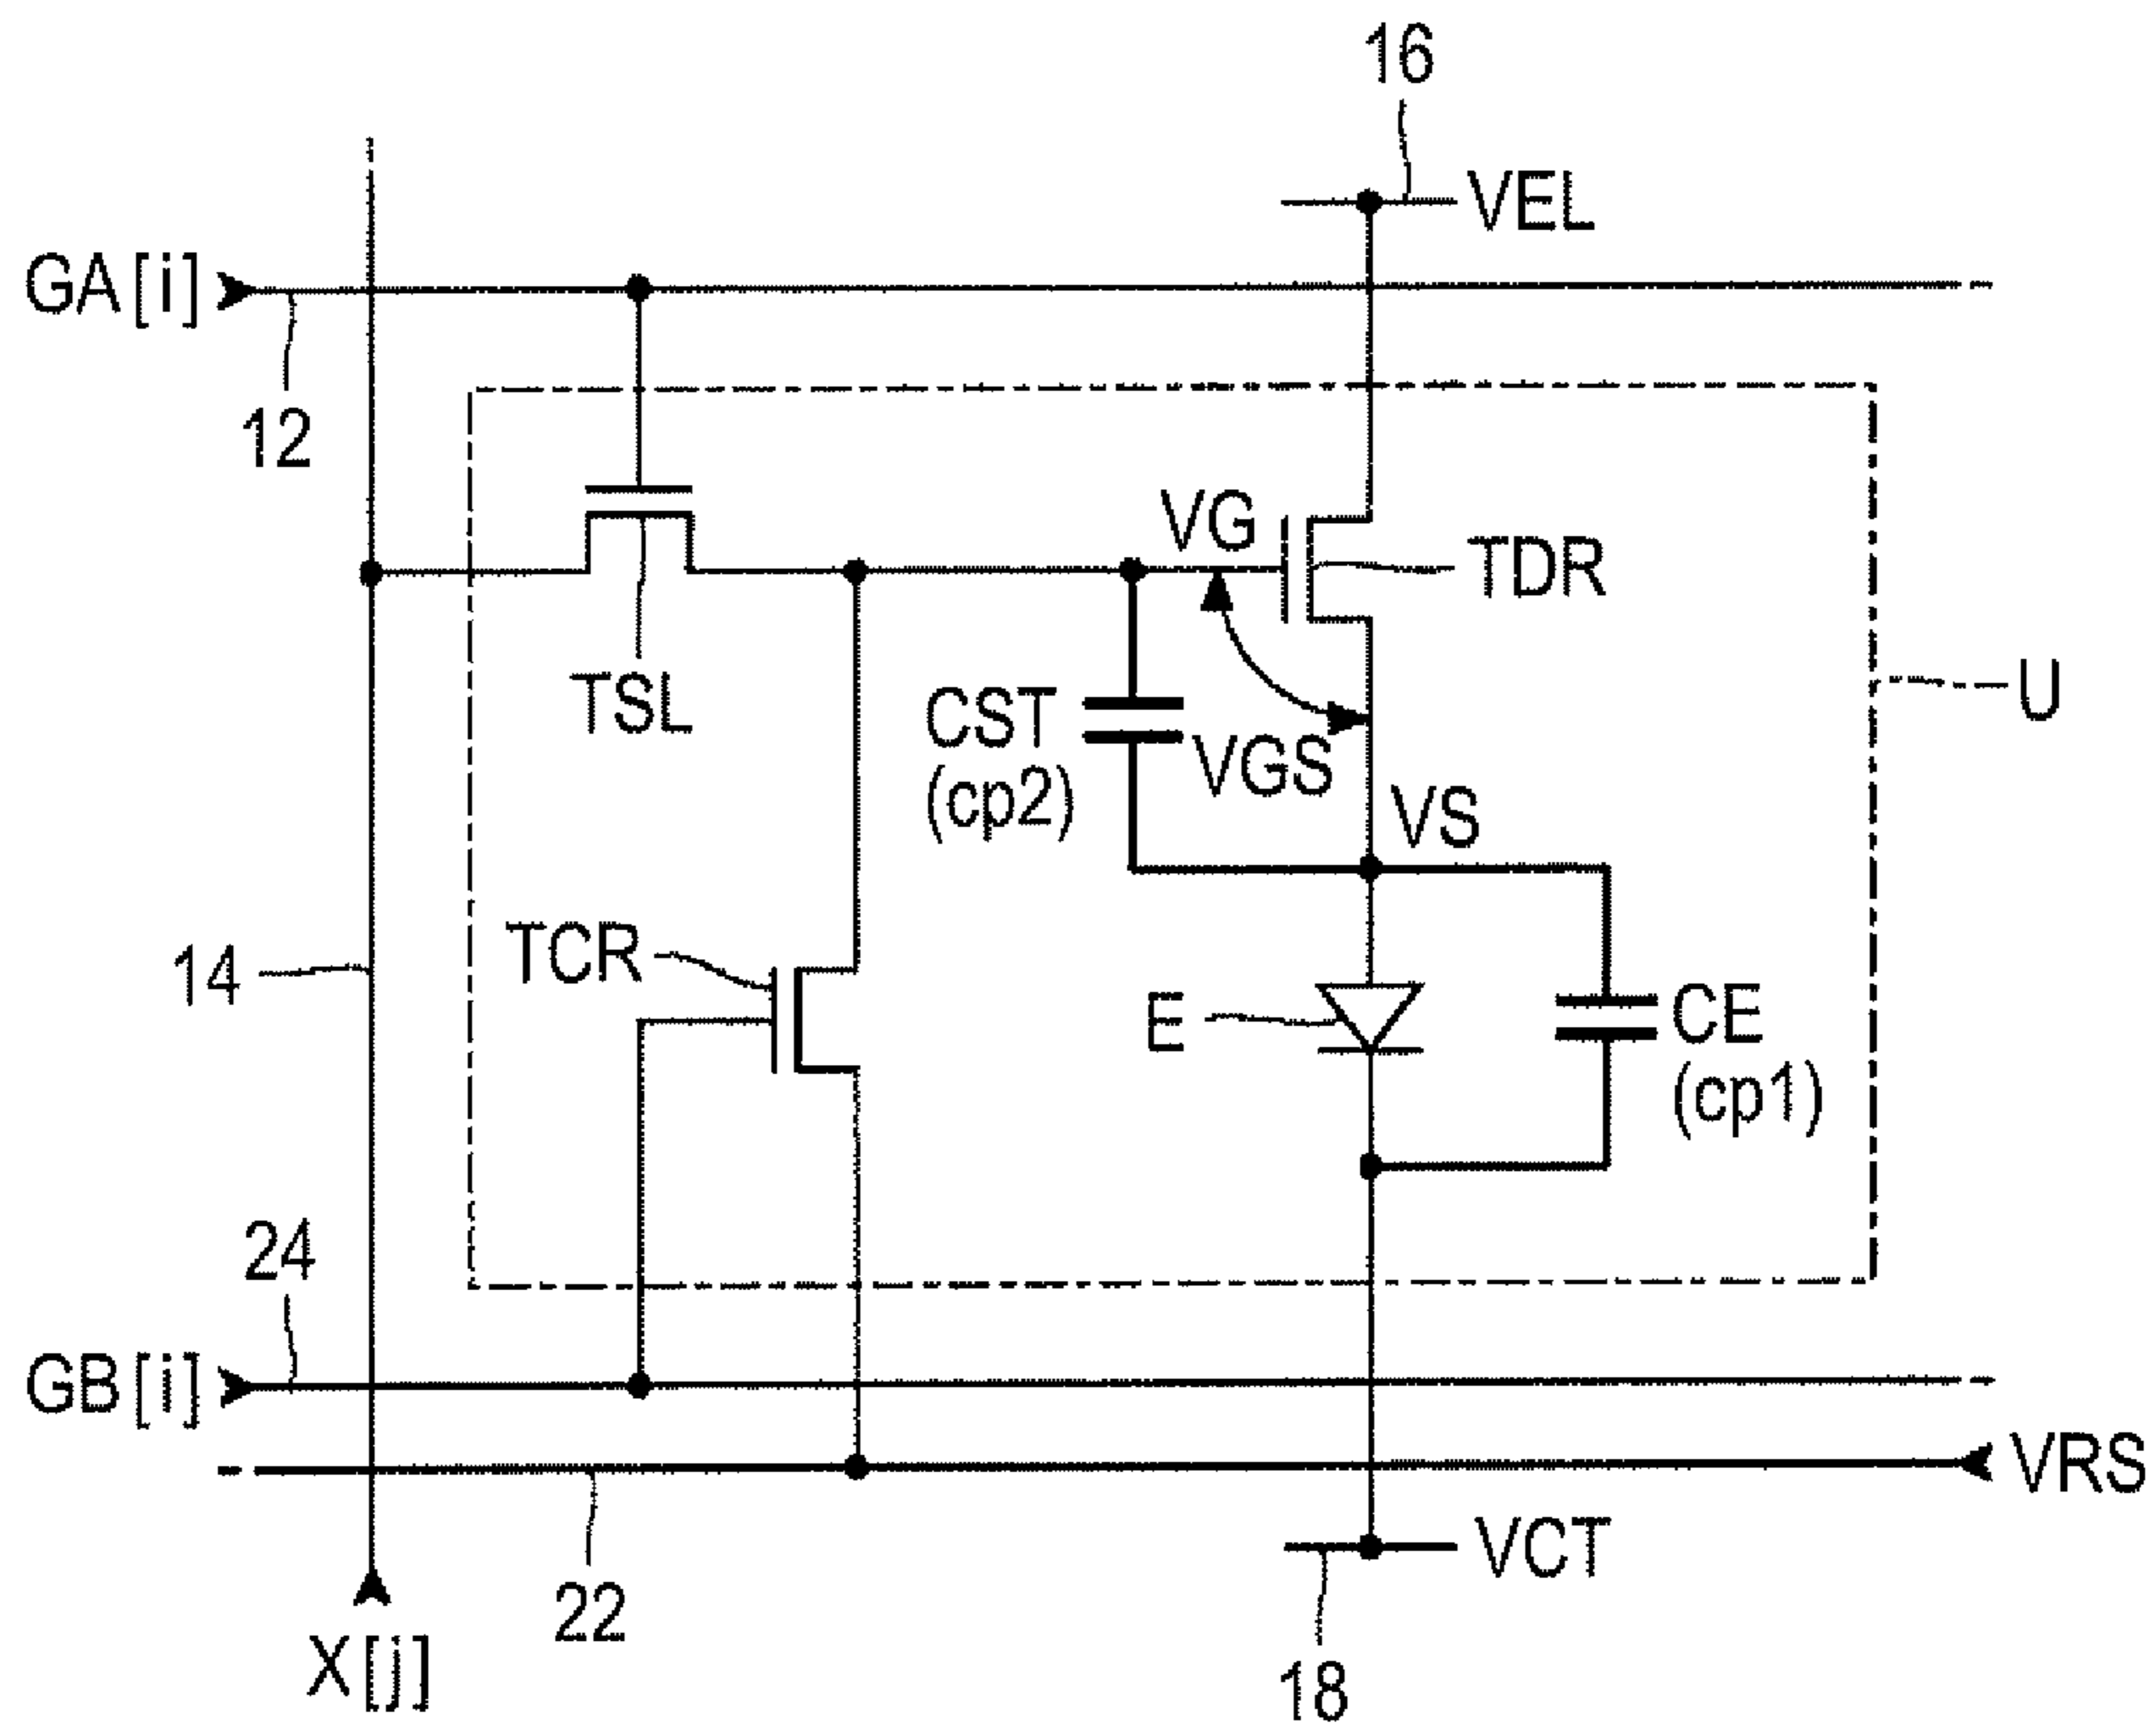 16
VEL
GA[i]
12
VG
TDR
TSL
CST
(cp2)
VGS
U
VS
TCR
14
E
CE
(cp1)
24
GB[i]
VRS
VCT
22
X[j]
18